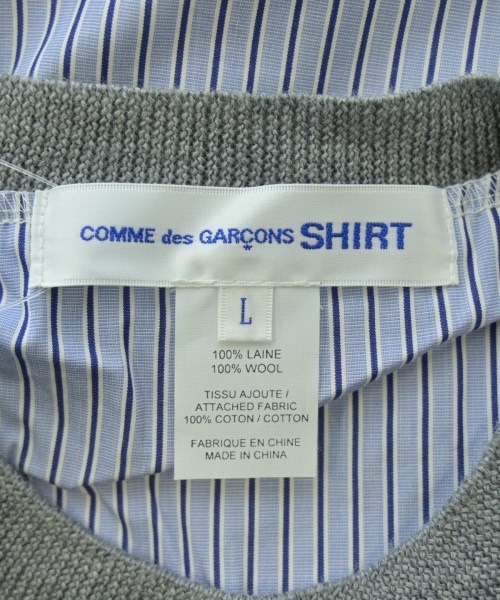 COMME des GARÇONS SHIRT
L
100% LAINE
100% WOOL
TISSU AJOUTE /
ATTACHED FABRIC
100% COTON / COTTON
FABRIQUE EN CHINE
MADE IN CHINA